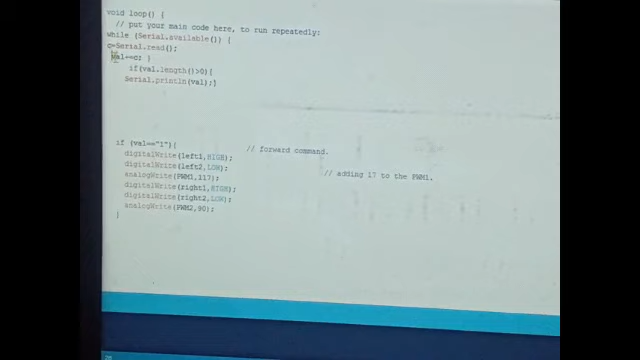 void loop() {
// put your main code here, to run repeatedly:
while (Serial.available()) {
c=Serial.read();
val+=c; }
if(val.length()>0){
Serial.println(val);}
if (val=="1"){
// forward command.
digitalWrite(left1,HIGH);
digitalWrite(left2,LOW);
analogWrite(PWM1,117);
// adding 17 to the PWM1.
digitalWrite(right1,HIGH);
digitalWrite(right2,LOW);
analogWrite(PWM2,90);
}